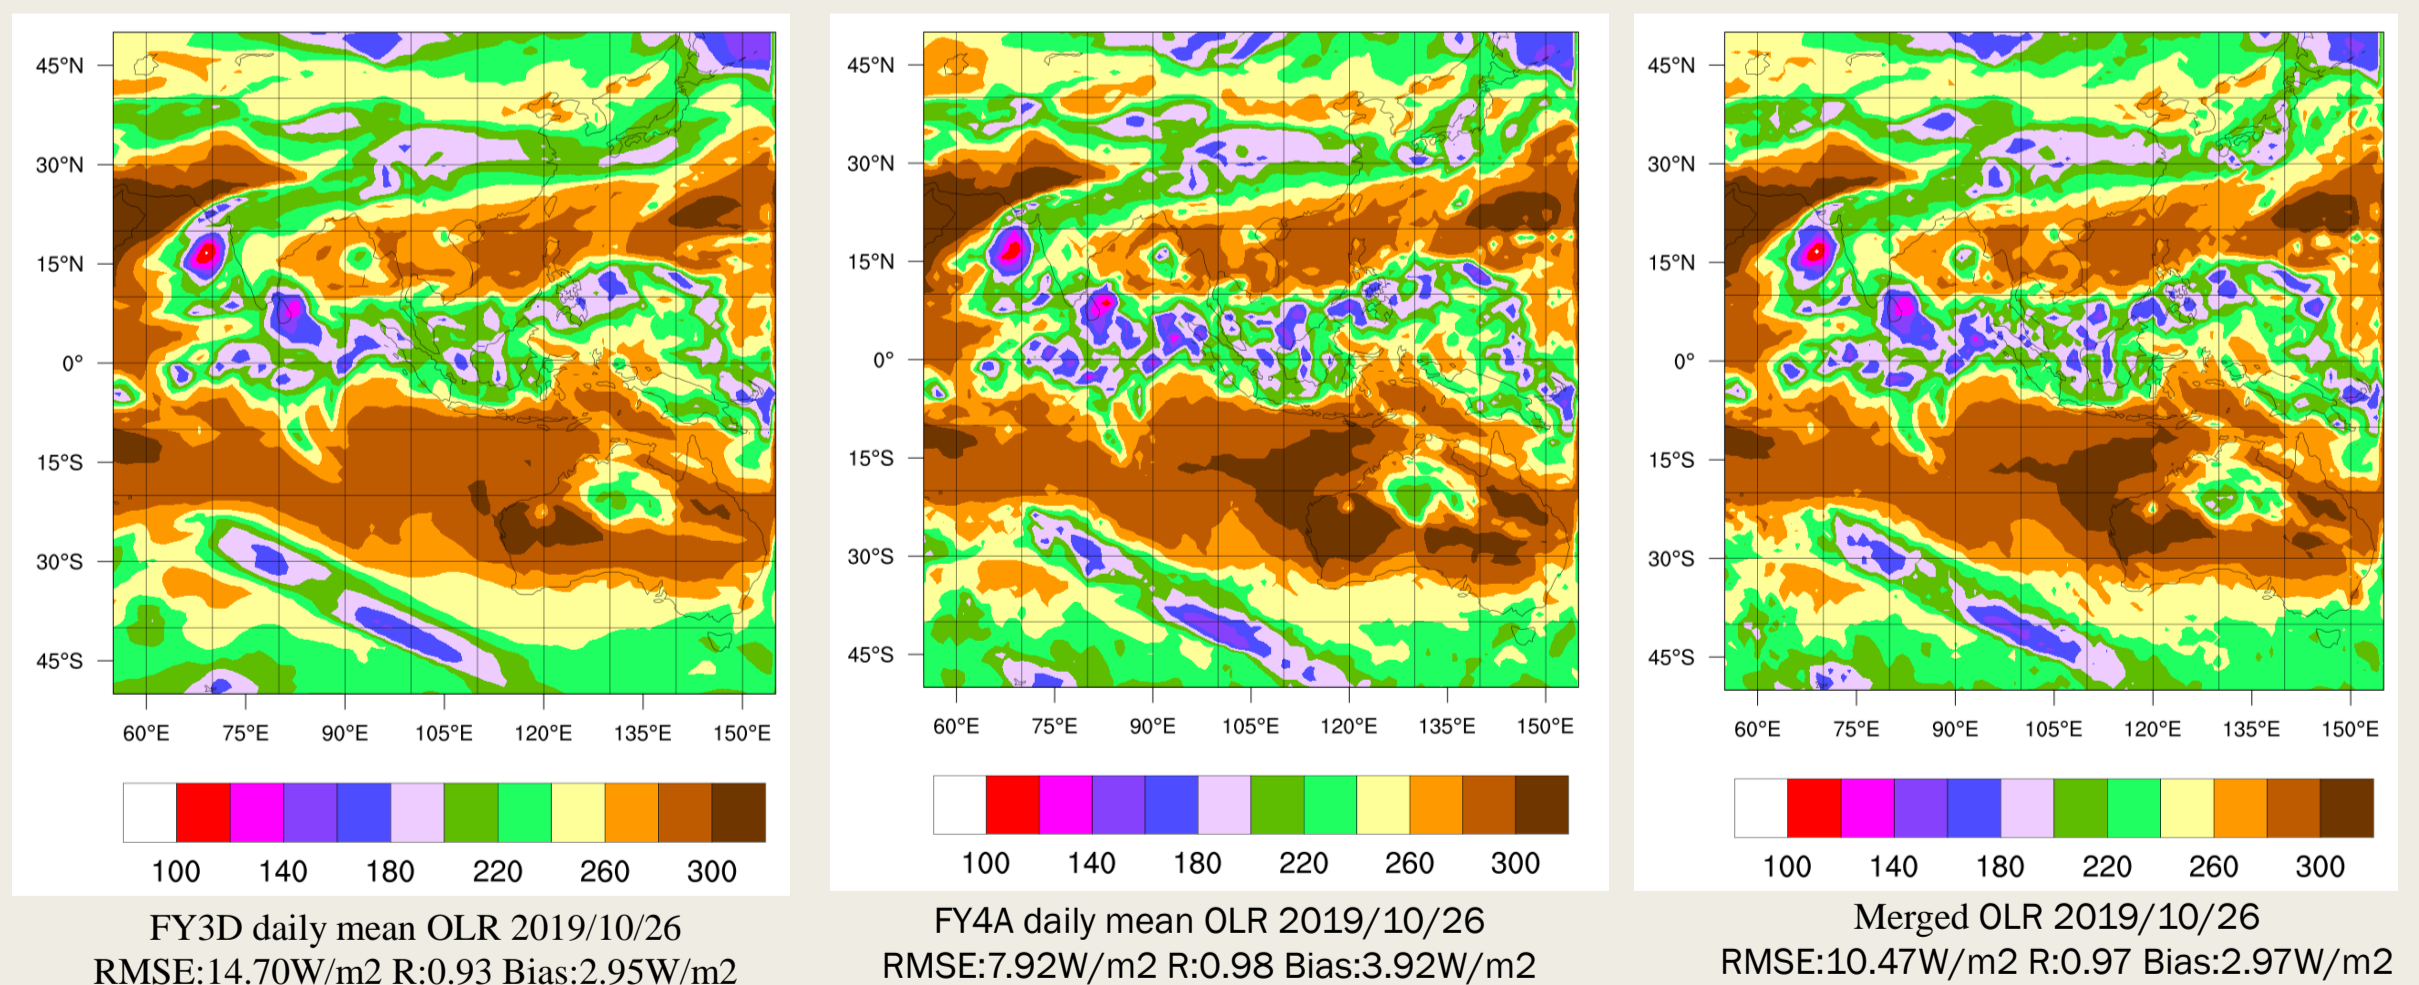 45°N
30°N
15°N
0°
15°S
30°S
45°S
60°E 75°E 90°E 105°E 120°E 135°E 150°E
100 140 180 220 260 300
FY3D daily mean OLR 2019/10/26
RMSE:14.70W/m2 R:0.93 Bias:2.95W/m2
45°N
30°N
15°N
0°
15°S
30°S
45°S
60°E 75°E 90°E 105°E 120°E 135°E 150°E
100 140 180 220 260 300
FY4A daily mean OLR 2019/10/26
RMSE:7.92W/m2 R:0.98 Bias:3.92W/m2
45°N
30°N
15°N
0°
15°S
30°S
45°S
60°E 75°E 90°E 105°E 120°E 135°E 150°E
100 140 180 220 260 300
Merged OLR 2019/10/26
RMSE:10.47W/m2 R:0.97 Bias:2.97W/m2